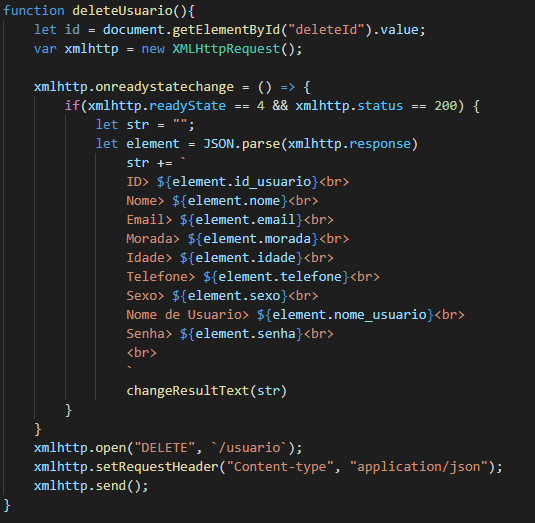 function deleteUsuario(){
    let id = document.getElementById("deleteId").value;
    var xmlhttp = new XMLHttpRequest();

    xmlhttp.onreadystatechange = () => {
        if(xmlhttp.readyState == 4 && xmlhttp.status == 200) {
            let str = "";
            let element = JSON.parse(xmlhttp.response)
                str += `
                ID> ${element.id_usuario}<br>
                Nome> ${element.nome}<br>
                Email> ${element.email}<br>
                Morada> ${element.morada}<br>
                Idade> ${element.idade}<br>
                Telefone> ${element.telefone}<br>
                Sexo> ${element.sexo}<br>
                Nome de Usuario> ${element.nome_usuario}<br>
                Senha> ${element.senha}<br>
                <br>
                `
                changeResultText(str)
        }
    }
    xmlhttp.open("DELETE", `/usuario`);
    xmlhttp.setRequestHeader("Content-type", "application/json");
    xmlhttp.send();
}